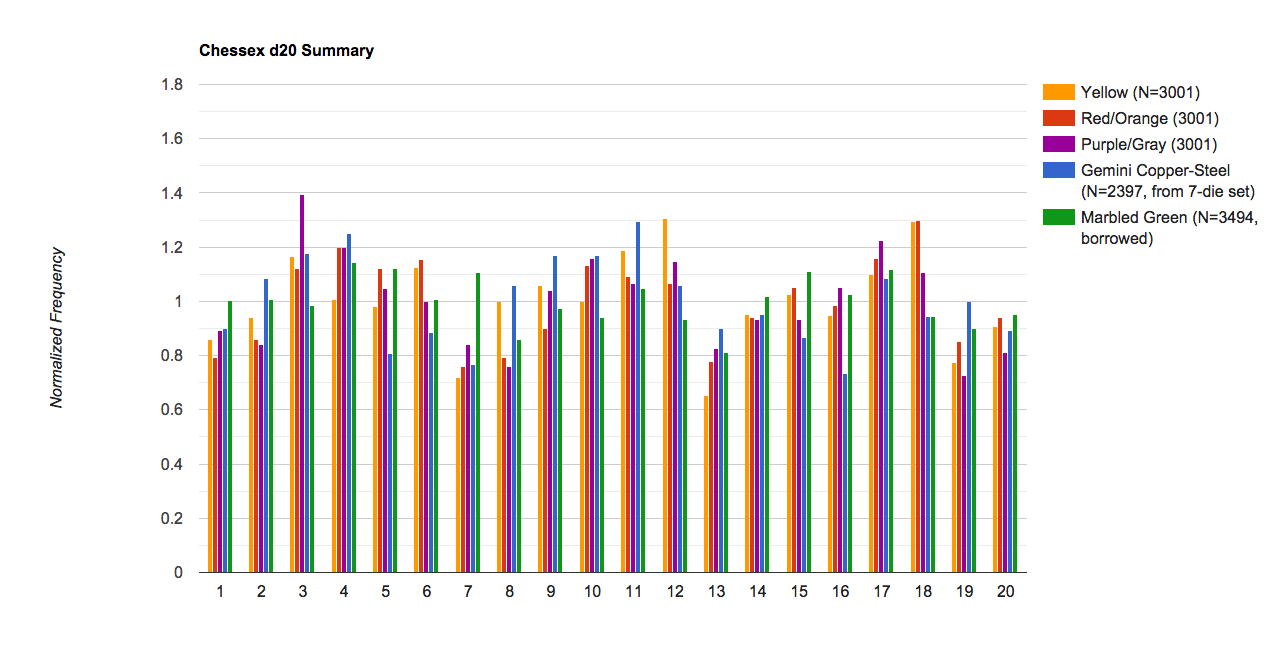 Chessex d20 Summary
1.8
1.6
1.4
1.2
1
0.8
0.6
0.4
0.2
0
Normalized Frequency
1 2 3 4 5 6 7 8 9 10 11 12 13 14 15 16 17 18 19 20
Yellow (N=3001)
Red/Orange (3001)
Purple/Gray (3001)
Gemini Copper-Steel
(N=2397, from 7-die set)
Marbled Green (N=3494,
borrowed)